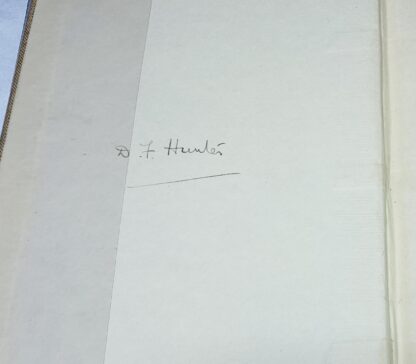 D. F. Hunter